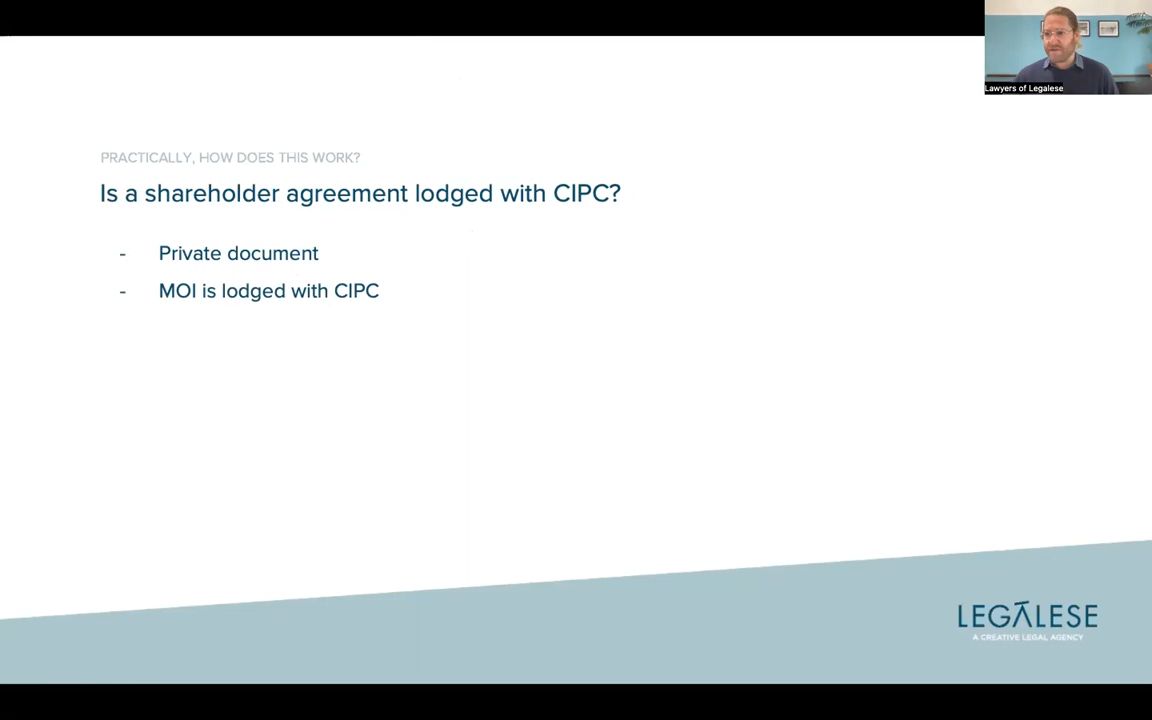 Lawyers of Legalese
PRACTICALLY, HOW DOES THIS WORK?
Is a shareholder agreement lodged with CIPC?
- Private document
- MOI is lodged with CIPC
LEGALESE
A CREATIVE LEGAL AGENCY